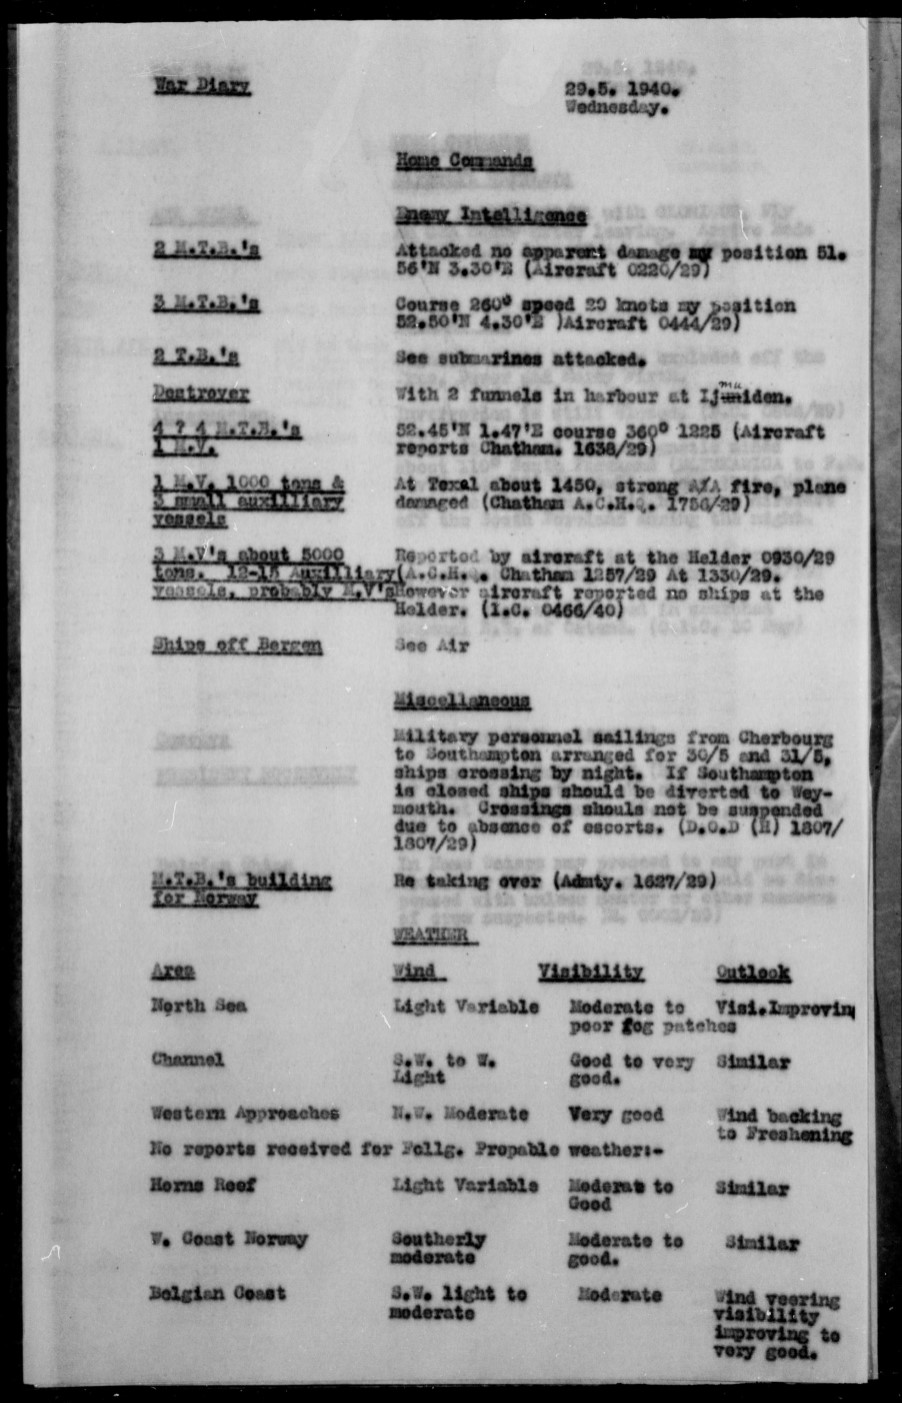 War Diary
29.5. 1940.
Wednesday.
Home Commands
Enemy Intelligence
2 M.T.B.'s
Attacked no apparent damage my position 51.
56'N 3.30'E (Aircraft 0220/29)
3 M.T.B.'s
Course 260° speed 20 knots my position
52.50'N 4.30'E )Aircraft 0444/29)
2 T.B.'s
See submarines attacked.
Destroyer
With 2 funnels in harbour at Ijmuiden.
4 ? 4 M.T.B.'s
1 M.V.
52.45'N 1.47'E course 360° 1225 (Aircraft
reports Chatham. 1638/29)
1 M.V. 1000 tons &
3 small auxilliary
vessels
At Texal about 1450, strong A/A fire, plane
damaged (Chatham A.C.H.Q. 1756/29)
3 M.V's about 5000
tons. 12-15 Auxilliary
vessels, probably M.V's
Reported by aircraft at the Helder 0930/29
(A.C.H.Q. Chatham 1257/29 At 1330/29.
However aircraft reported no ships at the
Helder. (I.C. 0466/40)
Ships off Bergen
See Air
Miscellaneous
Military personnel sailings from Cherbourg
to Southampton arranged for 30/5 and 31/5,
ships crossing by night. If Southampton
is closed ships should be diverted to Wey-
mouth. Crossings shouls not be suspended
due to absence of escorts. (D.O.D (H) 1807/
1807/29)
M.T.B.'s building
for Norway
Re taking over (Admty. 1627/29)
WEATHER
Area Wind Visibility Outlook
North Sea Light Variable Moderate to Visi.Improvin
poor fog patches
Channel S.W. to W. Good to very Similar
Light good.
Western Approaches N.W. Moderate Very good Wind backing
to Freshening
No reports received for Follg. Propable weather:-
Horns Reef Light Variable Moderat to Similar
Good
W. Coast Norway Southerly Moderate to Similar
moderate good.
Belgian Coast S.W. light to Moderate Wind veering
moderate visibility
improving to
very good.